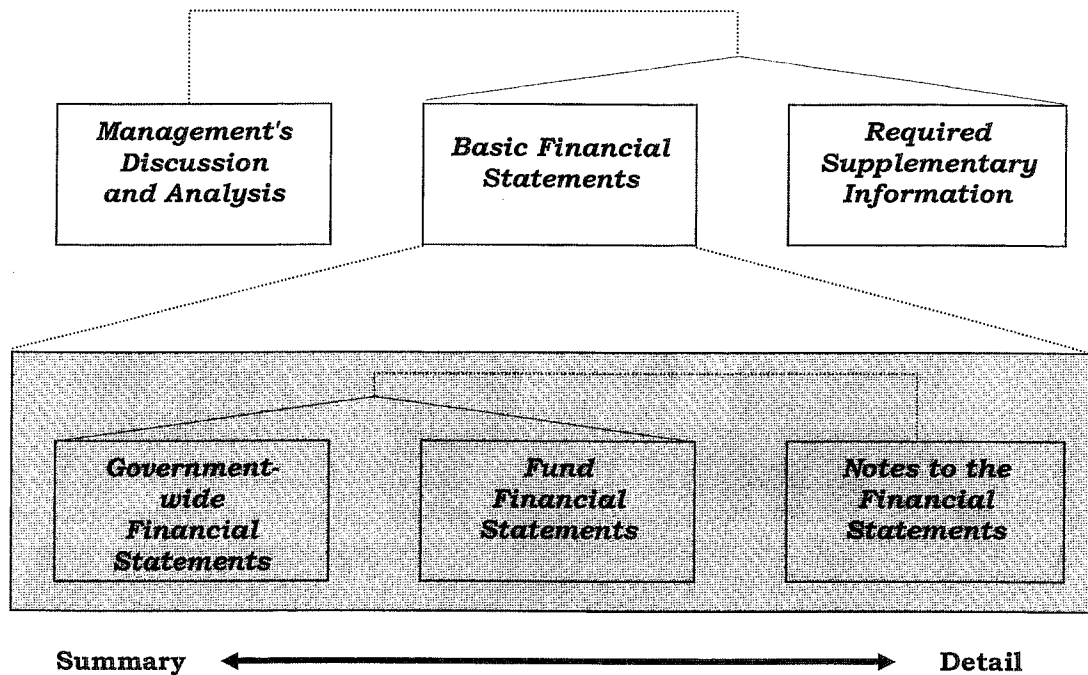 Management's
Discussion
and Analysis
Basic Financial
Statements
Required
Supplementary
Information
Government-
wide
Financial
Statements
Fund
Financial
Statements
Notes to the
Financial
Statements
Summary
Detail